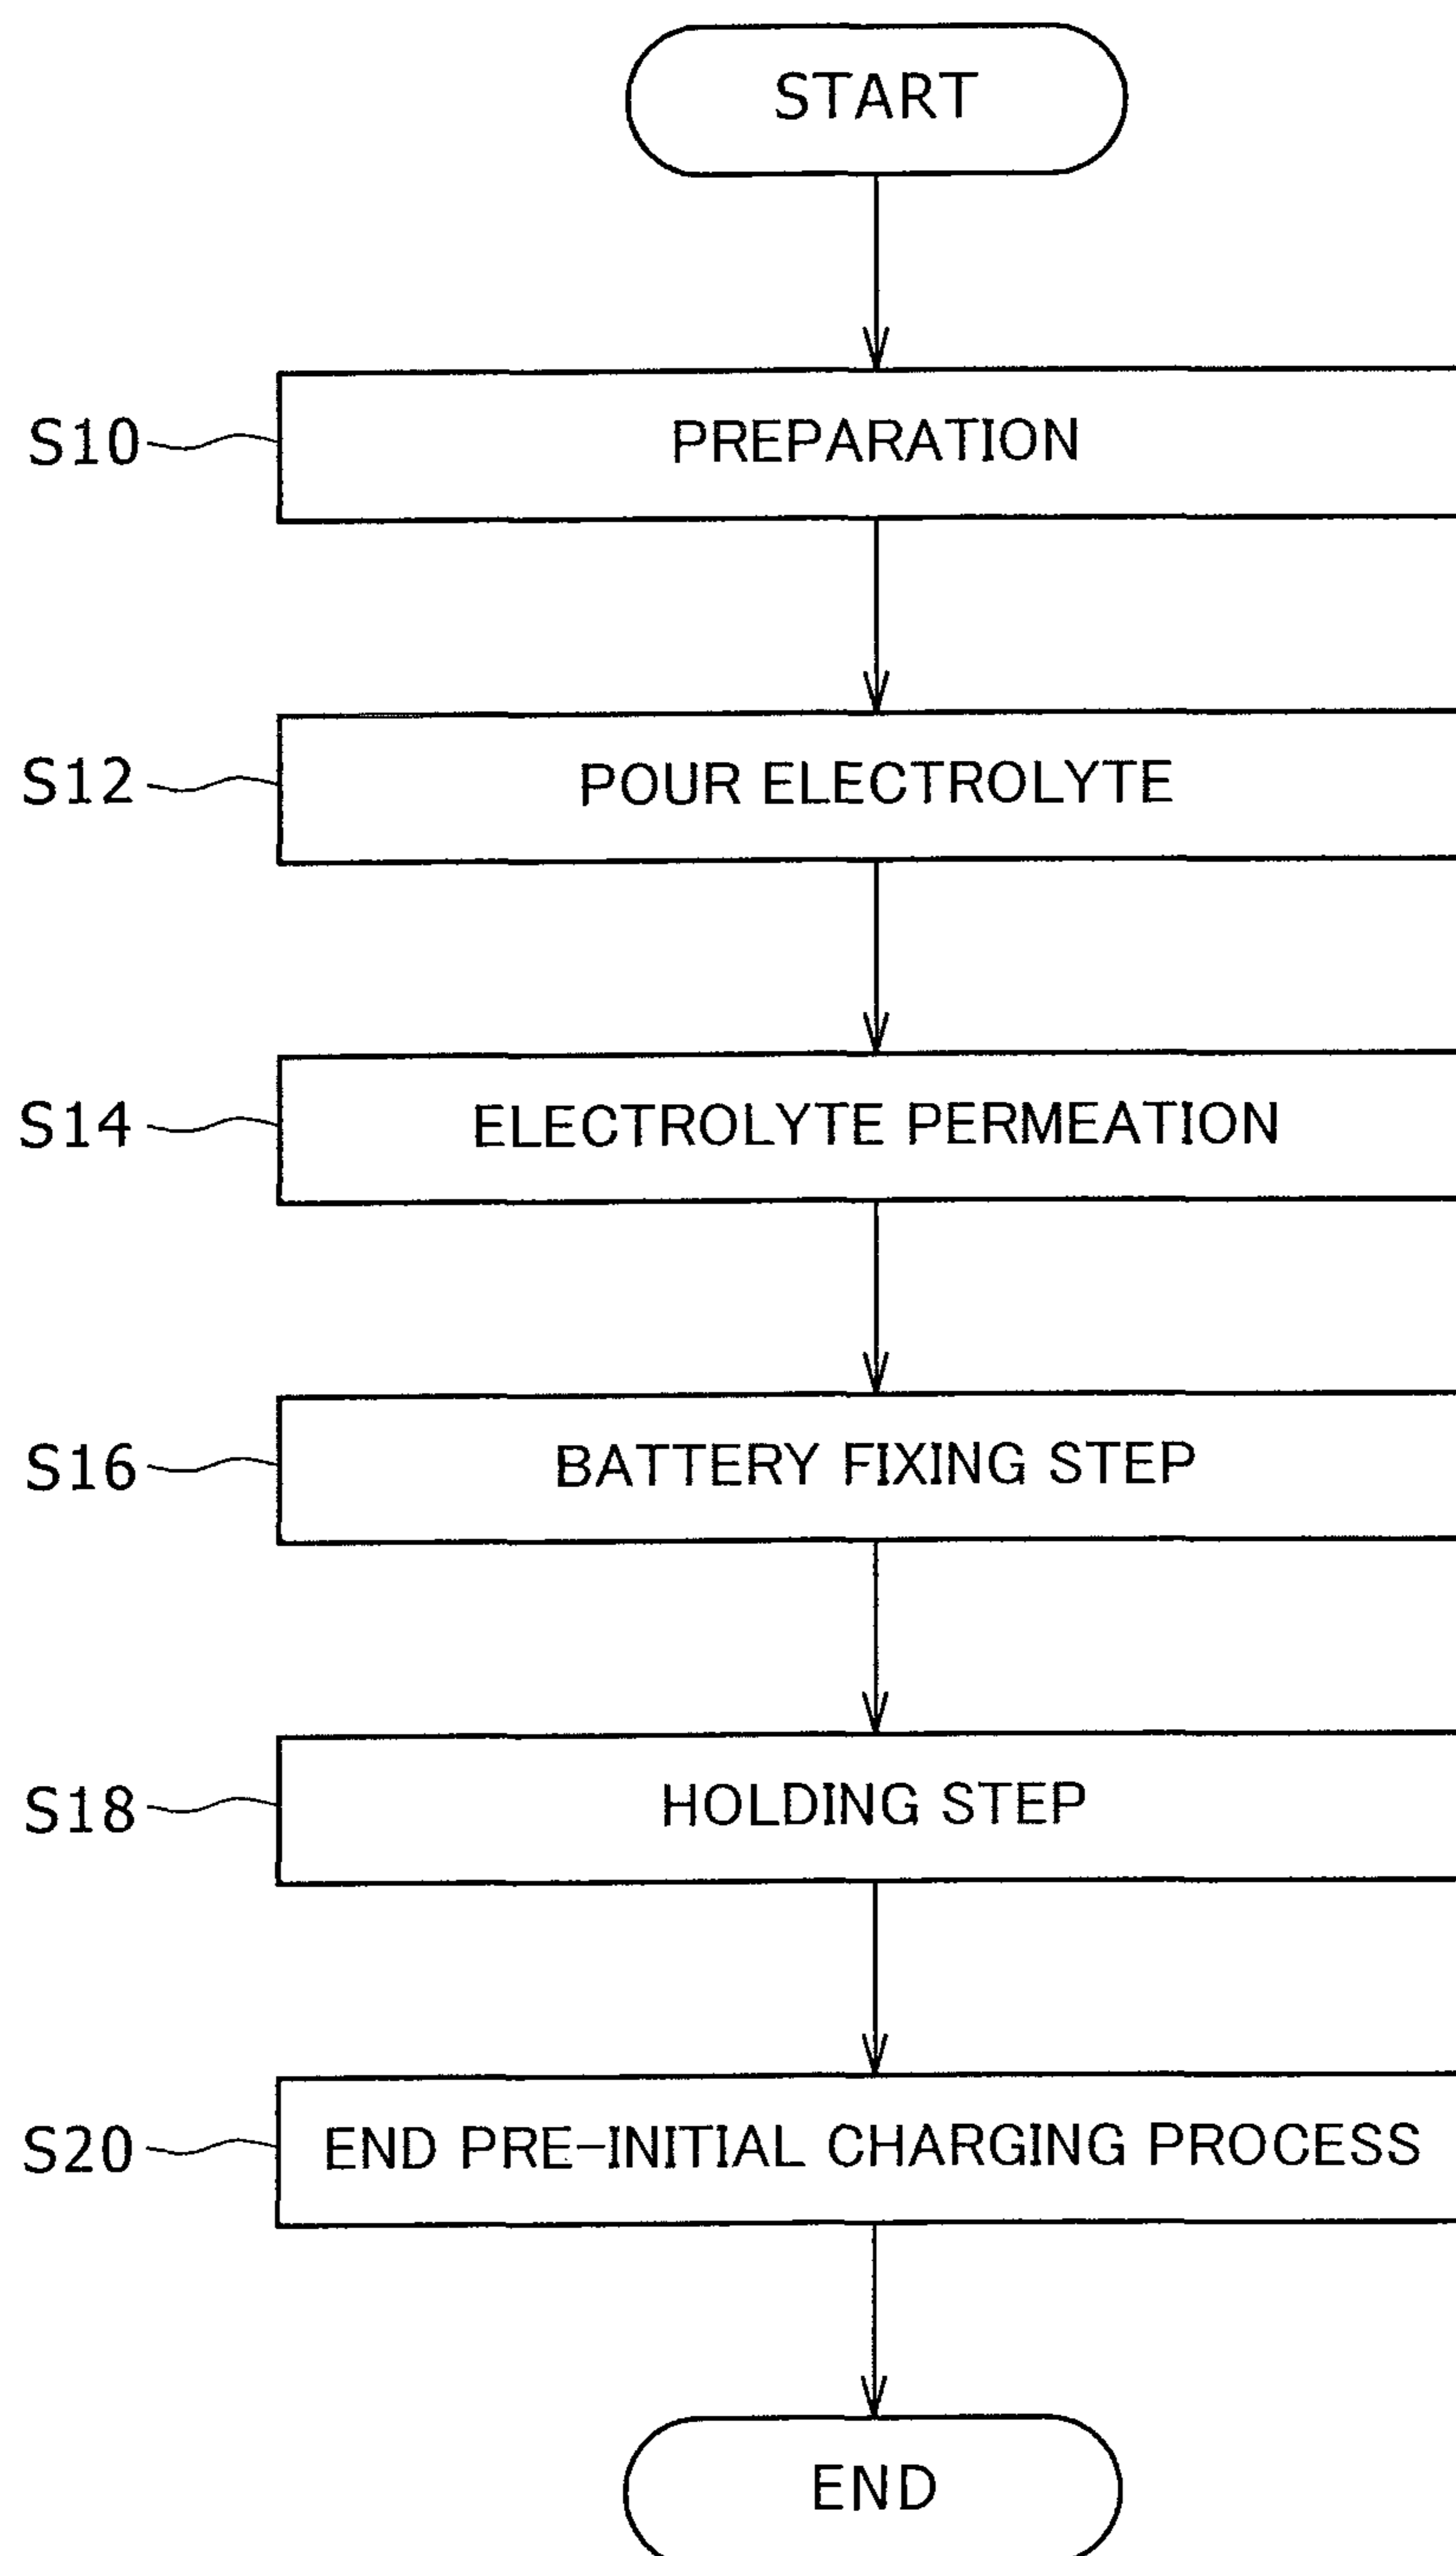 START
S10 PREPARATION
S12 POUR ELECTROLYTE
S14 ELECTROLYTE PERMEATION
S16 BATTERY FIXING STEP
S18 HOLDING STEP
S20 END PRE-INITIAL CHARGING PROCESS
END